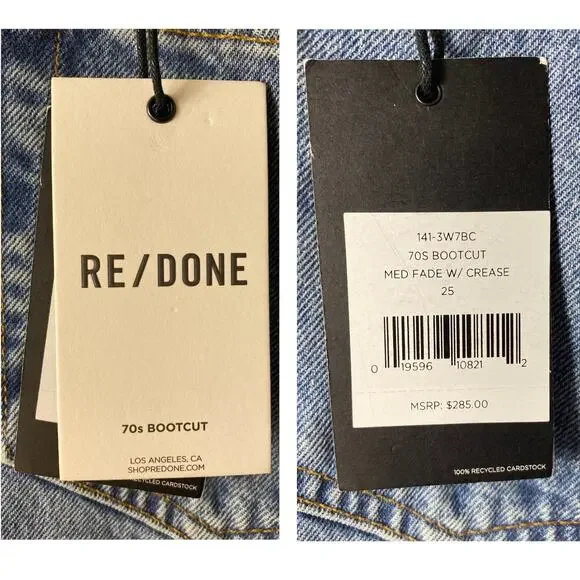 RE/DONE
70s BOOTCUT
LOS ANGELES, CA
SHOPREDONE.COM
141-3W7BC
70S BOOTCUT
MED FADE W/ CREASE
25
0 19596 10821 2
MSRP: $285.00
100% RECYCLED CARDSTOCK